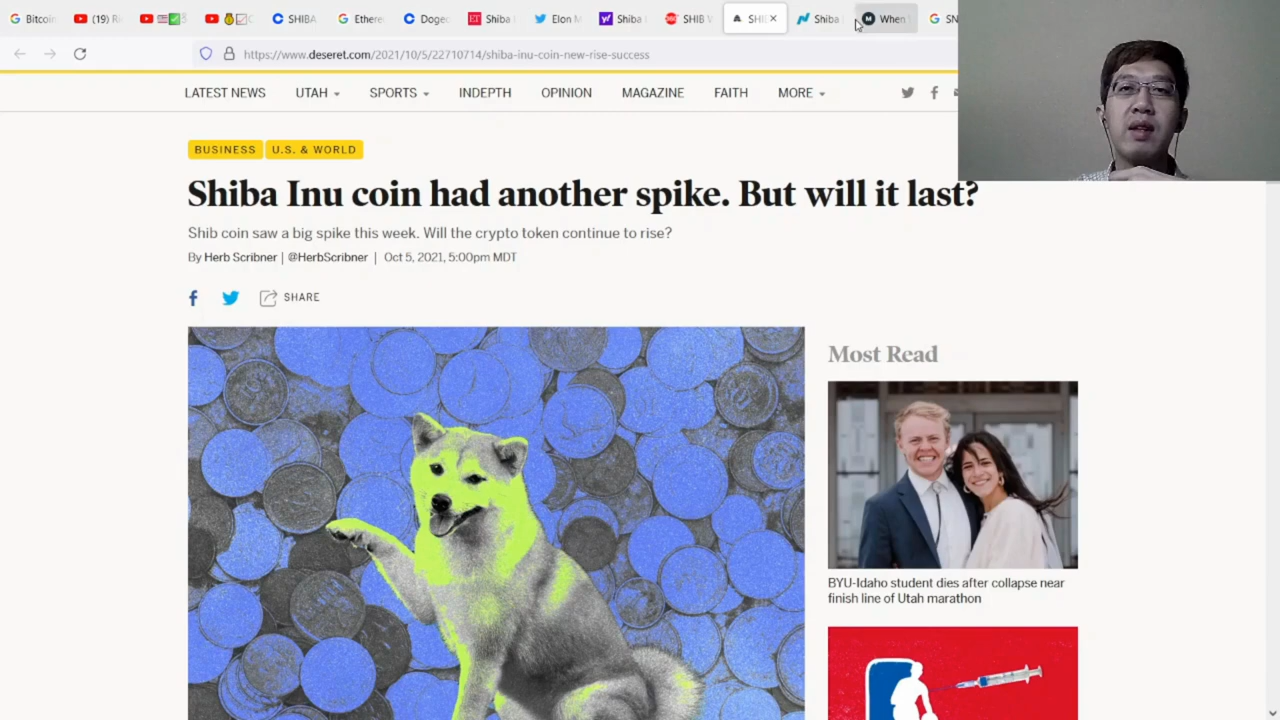 Bitcoin
(19) Ri
SHIBA
Ethere
Doge
ET Shiba
Elon M
Shiba
SHIB
SHI
Shiba
When
SN
https://www.deseret.com/2021/10/5/22710714/shiba-inu-coin-new-rise-success
LATEST NEWS UTAH SPORTS INDEPTH OPINION MAGAZINE FAITH MORE
BUSINESS U.S. & WORLD
Shiba Inu coin had another spike. But will it last?
Shib coin saw a big spike this week. Will the crypto token continue to rise?
By Herb Scribner | @HerbScribner | Oct 5, 2021, 5:00pm MDT
SHARE
Most Read
BYU-Idaho student dies after collapse near
finish line of Utah marathon